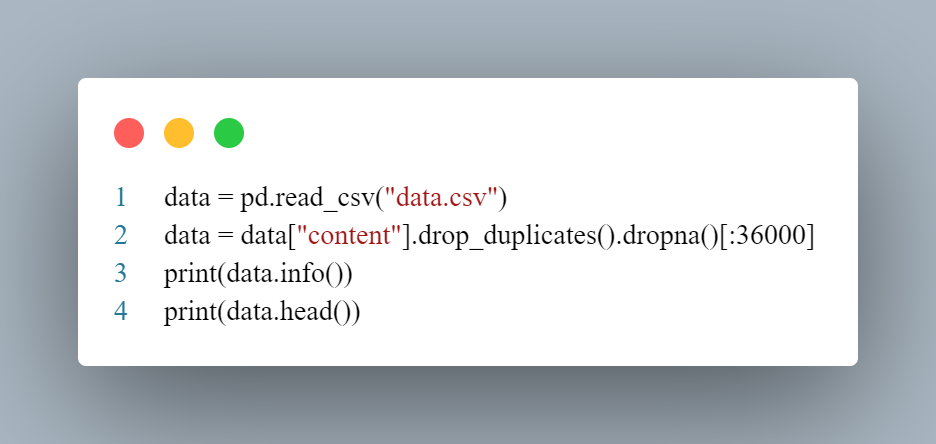 1 data = pd.read_csv("data.csv")
2 data = data["content"].drop_duplicates().dropna()[:36000]
3 print(data.info())
4 print(data.head())